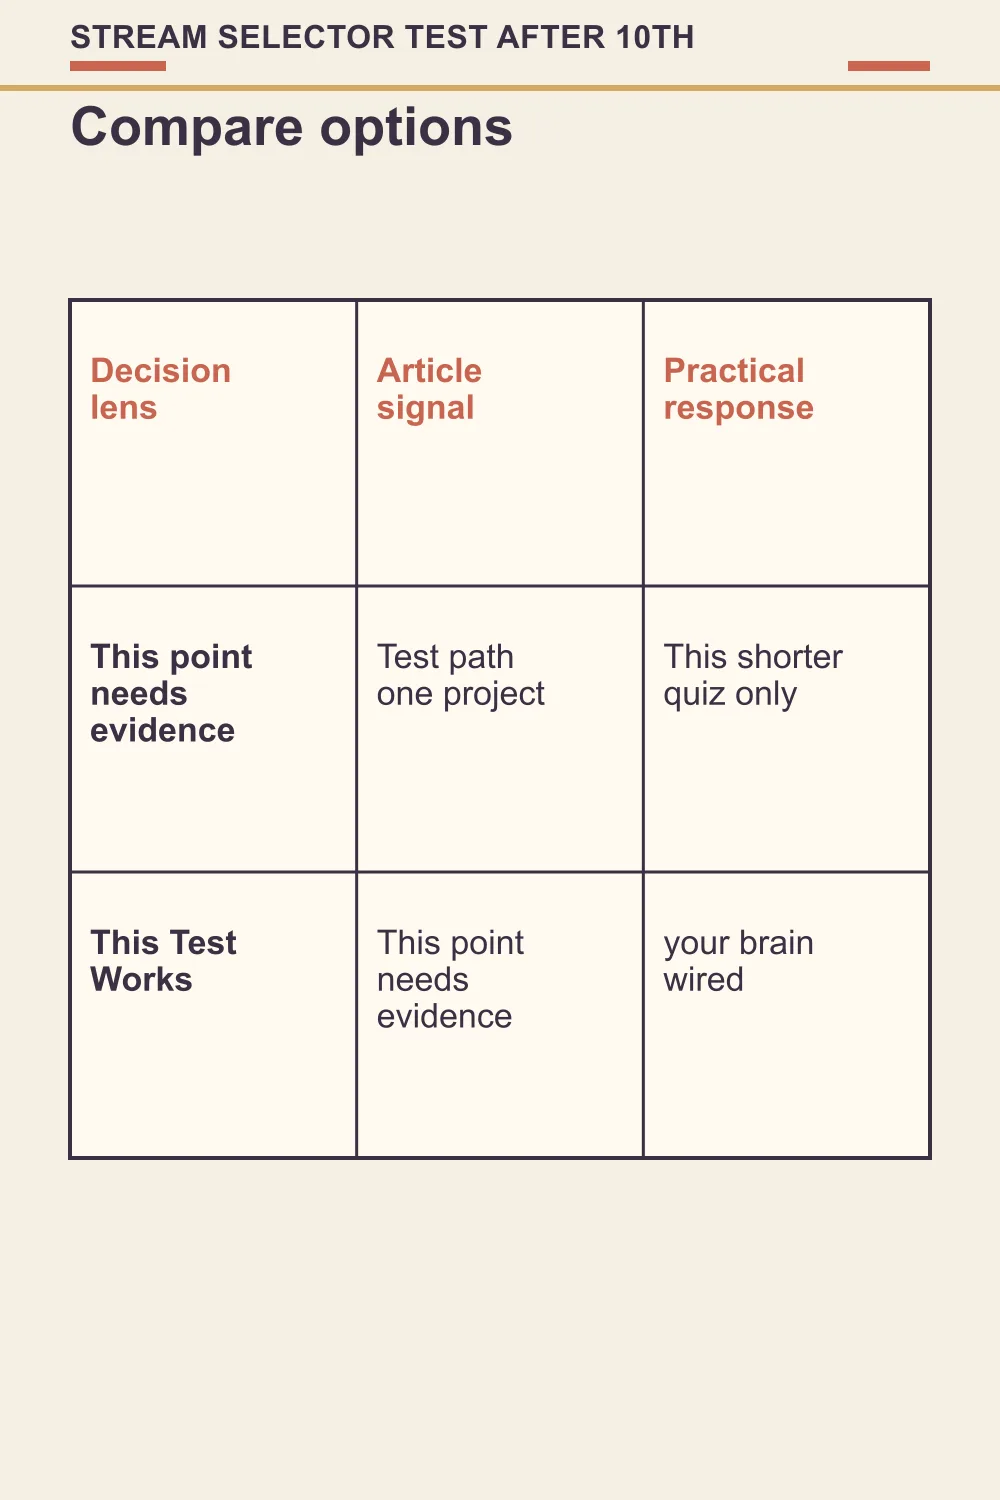 STREAM SELECTOR TEST AFTER 10TH
Compare options
Decision
lens
Article
signal
Practical
response
This point
needs
evidence
Test path
one project
This shorter
quiz only
This Test
Works
This point
needs
evidence
your brain
wired